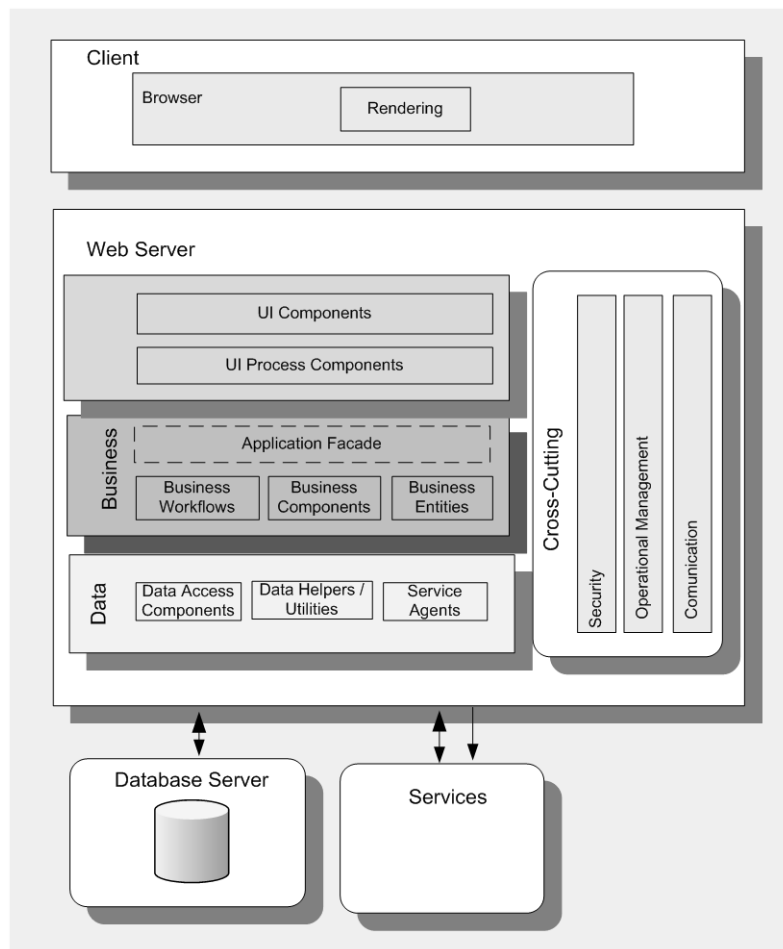 Client
Browser
Rendering
Web Server
UI Components
UI Process Components
Business
Application Facade
Business
Workflows
Business
Components
Business
Entities
Data
Data Access
Components
Data Helpers /
Utilities
Service
Agents
Cross-Cutting
Security
Operational Management
Comunication
Database Server
Services